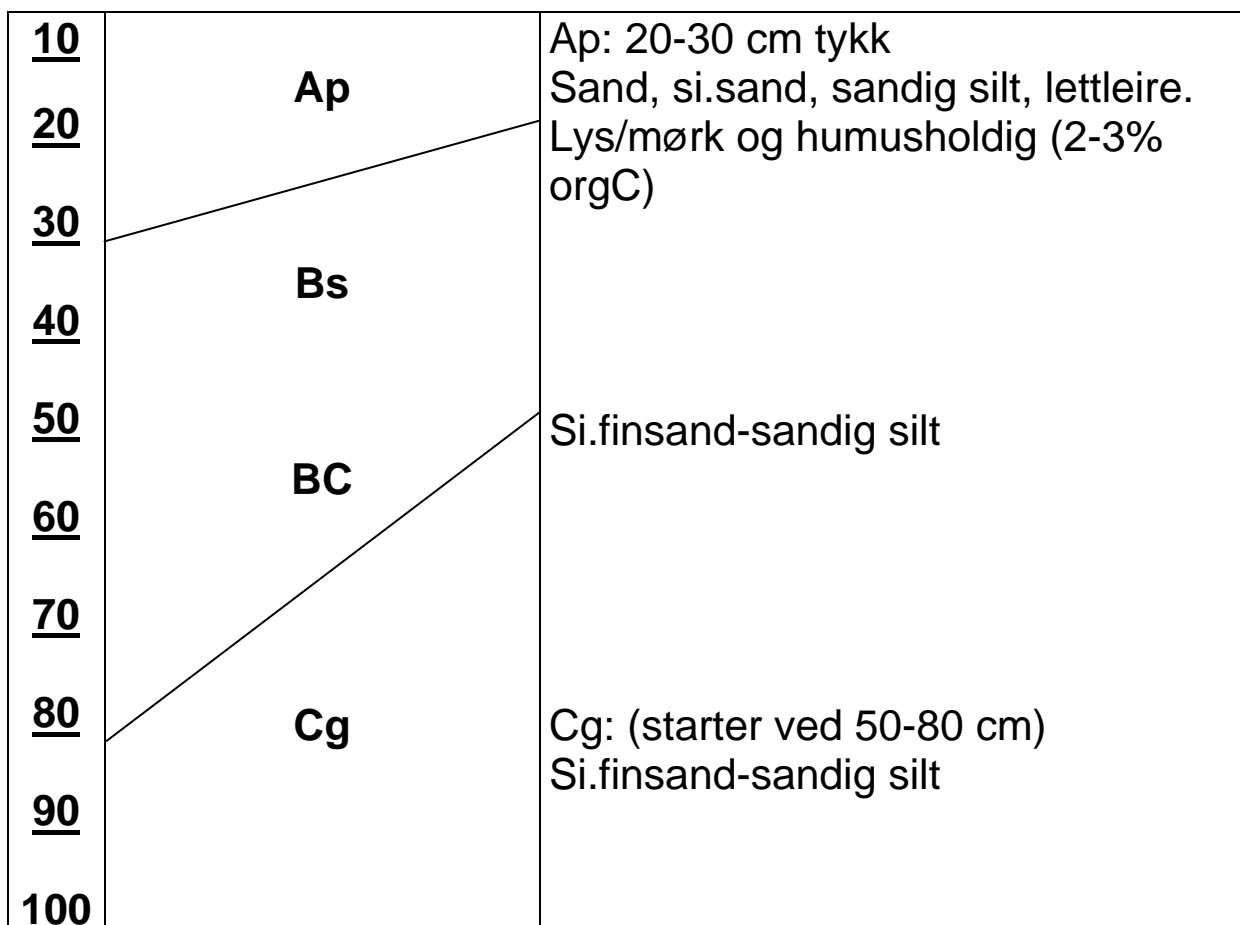 10
Ap: 20-30 cm tykk
Ap
Sand, si.sand, sandig silt, lettleire.
20
Lys/mørk og humusholdig (2-3%
orgC)
30
Bs
40
50
Si.finsand-sandig silt
BC
60
70
80
Cg
Cg: (starter ved 50-80 cm)
Si.finsand-sandig silt
90
100